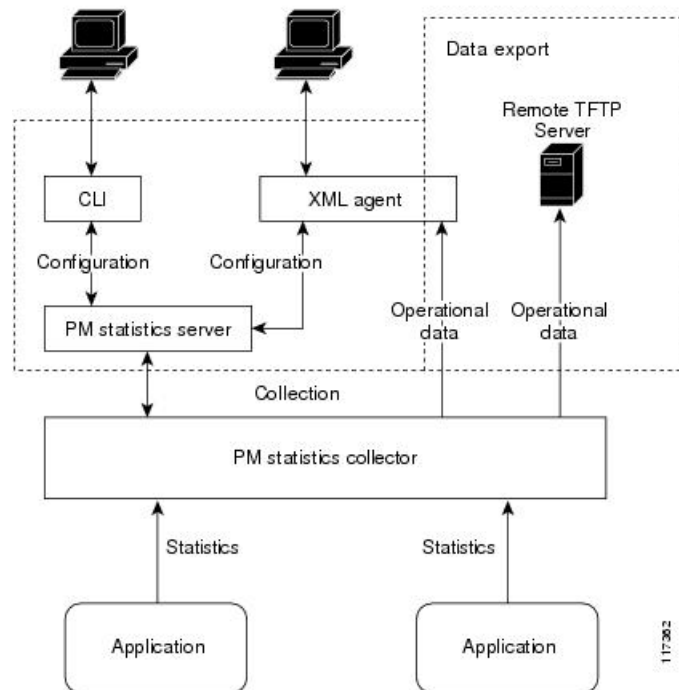 Data export
Remote TFTP
Server
CLI
XML agent
Configuration
Configuration
PM statistics server
Operational
data
Operational
data
Collection
PM statistics collector
Statistics
Statistics
Application
Application
117362